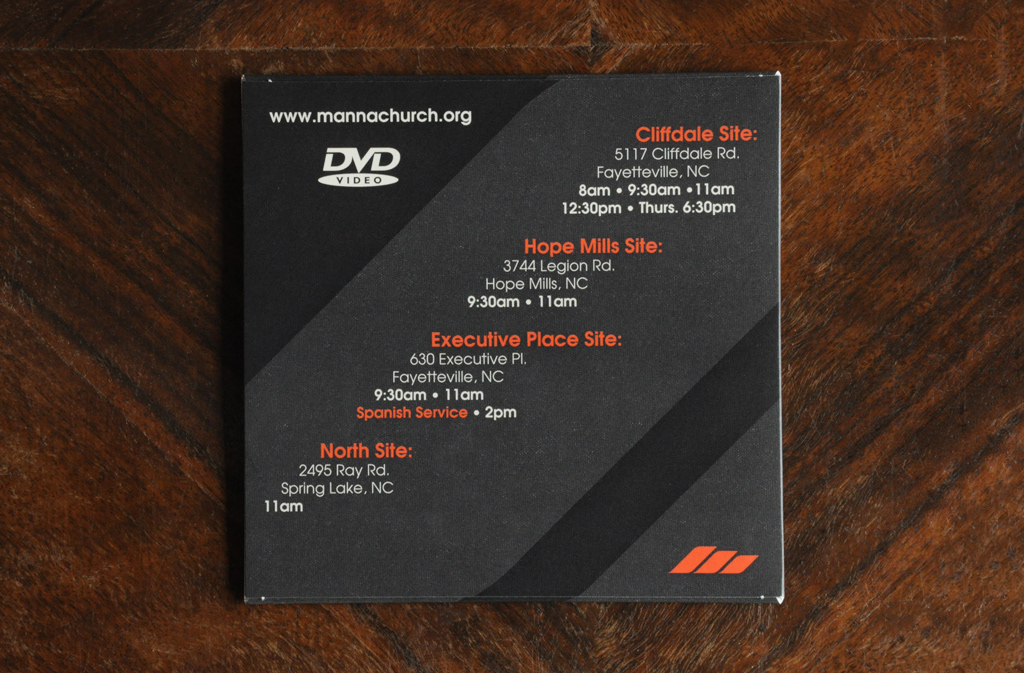 www.mannachurch.org
DVD
VIDEO
Cliffdale Site:
5117 Cliffdale Rd.
Fayetteville, NC
8am • 9:30am •11am
12:30pm • Thurs. 6:30pm
Hope Mills Site:
3744 Legion Rd.
Hope Mills, NC
9:30am • 11am
Executive Place Site:
630 Executive Pl.
Fayetteville, NC
9:30am • 11am
Spanish Service • 2pm
North Site:
2495 Ray Rd.
Spring Lake, NC
11am